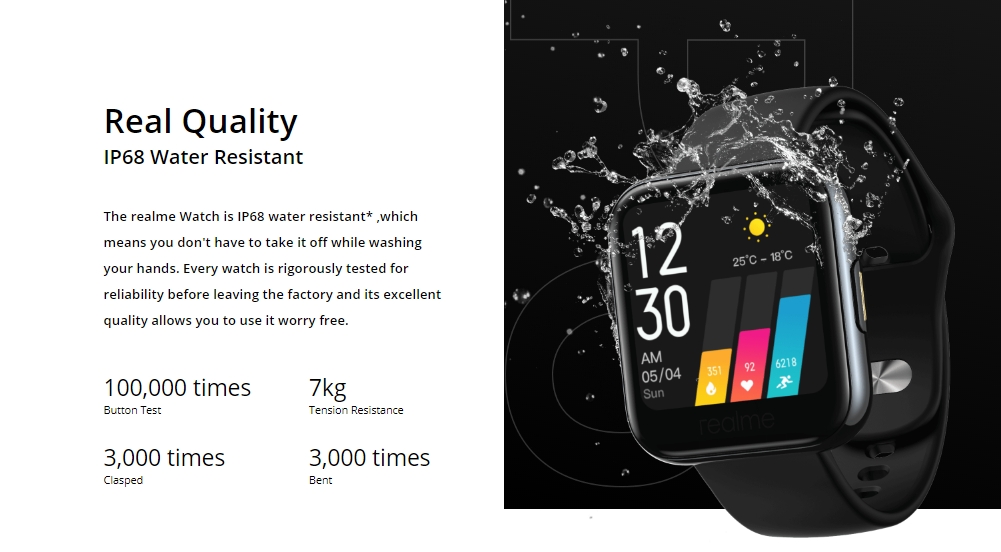 Real Quality
IP68 Water Resistant
The realme Watch is IP68 water resistant* ,which
means you don't have to take it off while washing
your hands. Every watch is rigorously tested for
reliability before leaving the factory and its excellent
quality allows you to use it worry free.
100,000 times
Button Test
7kg
Tension Resistance
3,000 times
Clasped
3,000 times
Bent
12
30
AM
05/04
Sun
25°C – 18°C
351
92
6218
realme